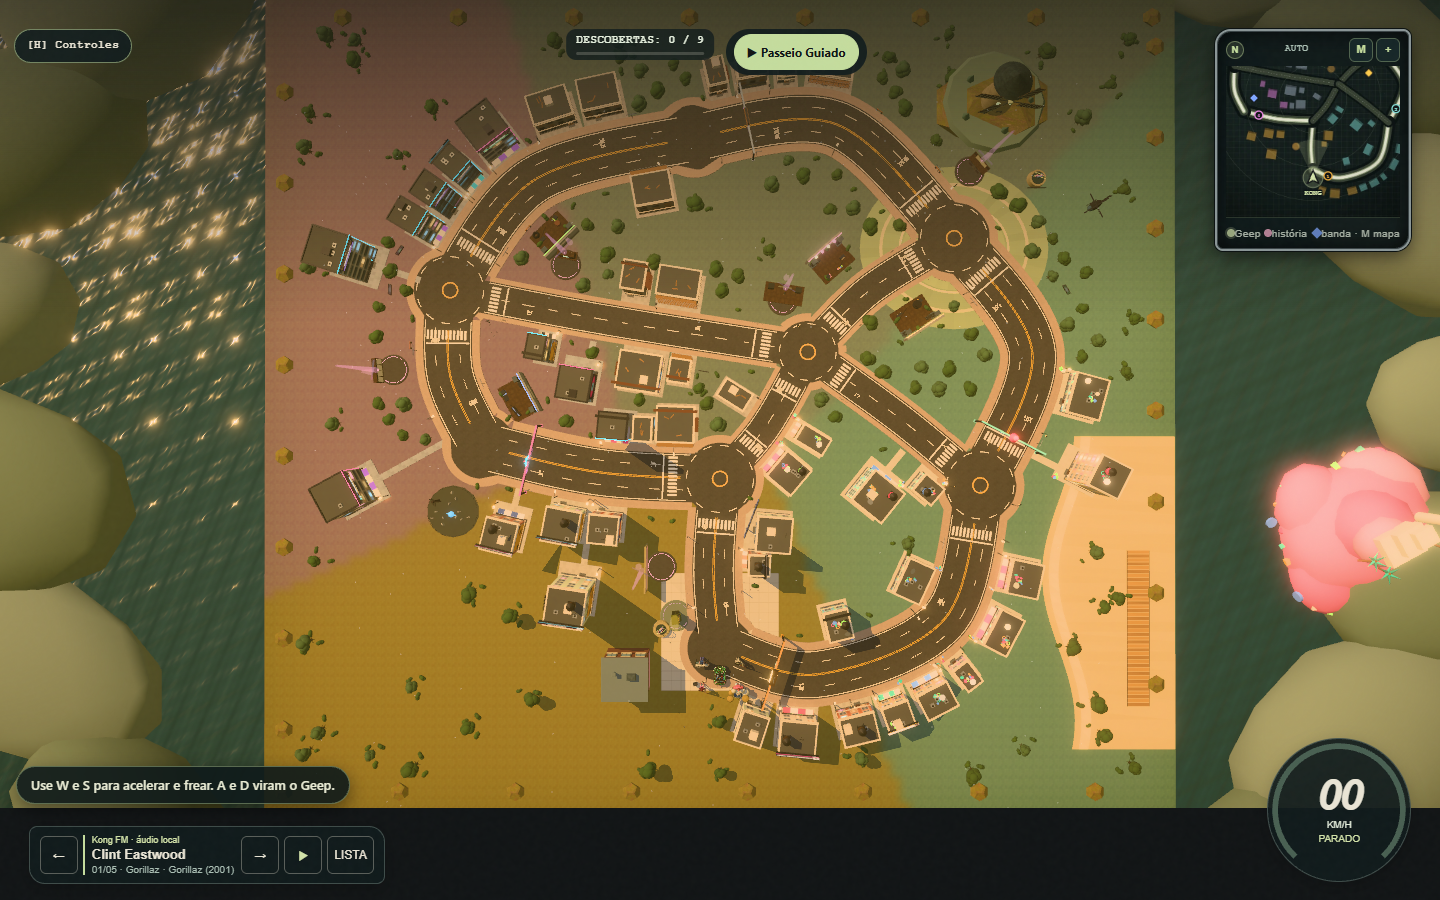 [H] Controles
DESCOBERTAS: 0 / 9
▶ Passeio Guiado
N
AUTO
M
+
KONG
Geep
história
banda · M mapa
Use W e S para acelerar e frear. A e D viram o Geep.
←
Kong FM · áudio local
Clint Eastwood
01/05 · Gorillaz · Gorillaz (2001)
→
▶
LISTA
00
KM/H
PARADO